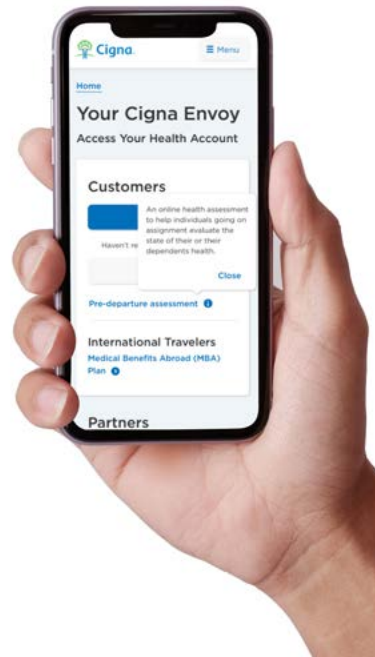 Cigna.
≡ Menu
Home
Your Cigna Envoy
Access Your Health Account
Customers
An online health assessment
to help individuals going on
assignment evaluate the
state of their or their
dependents health.
Close
Haven't re
Pre-departure assessment
International Travelers
Medical Benefits Abroad (MBA)
Plan
Partners